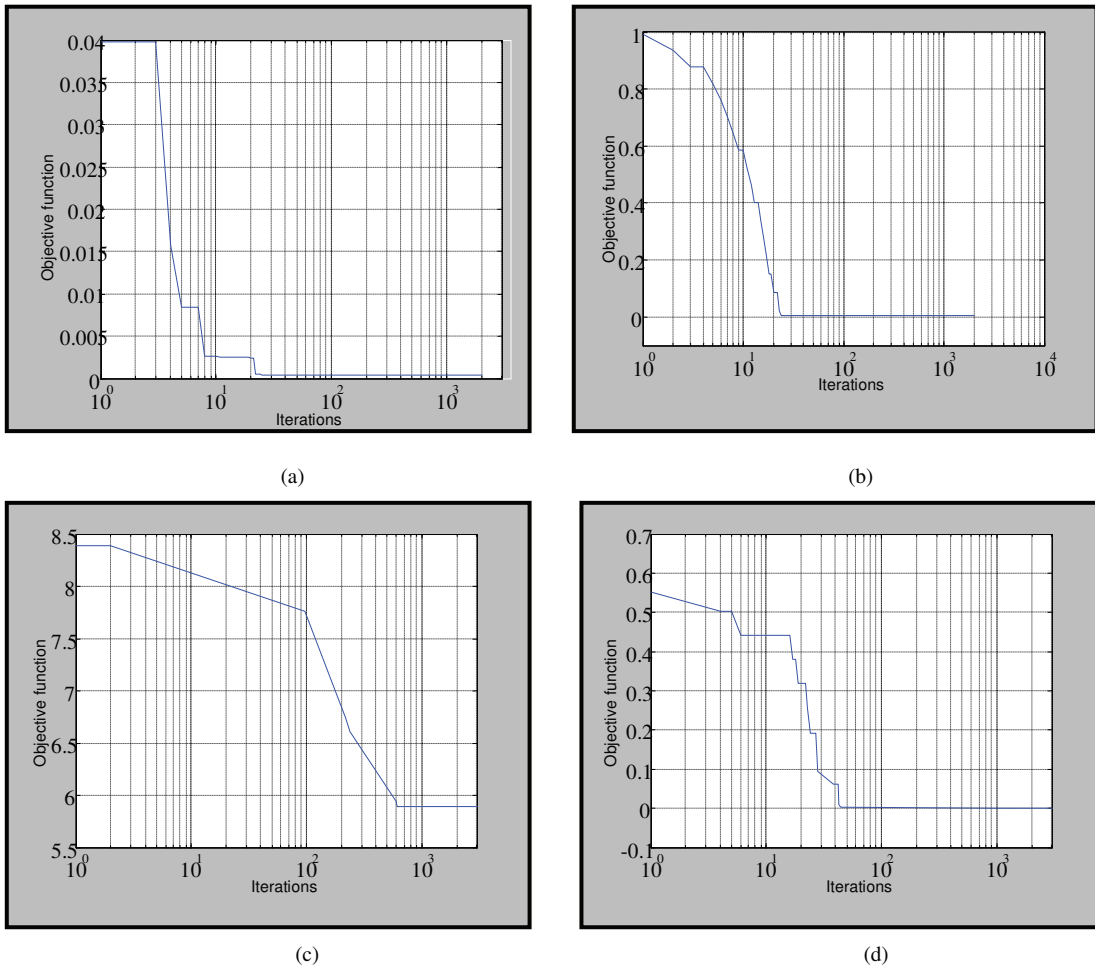 0.04
0.035
0.03
0.025
0.02
0.015
0.01
0.005
0
Objective function
10^0 10^1 10^2 10^3
Iterations
(a)
1
0.8
0.6
0.4
0.2
0
Objective function
10^0 10^1 10^2 10^3 10^4
Iterations
(b)
8.5
8
7.5
7
6.5
6
5.5
Objective function
10^0 10^1 10^2 10^3
Iterations
(c)
0.7
0.6
0.5
0.4
0.3
0.2
0.1
0
-0.1
Objective function
10^0 10^1 10^2 10^3
Iterations
(d)